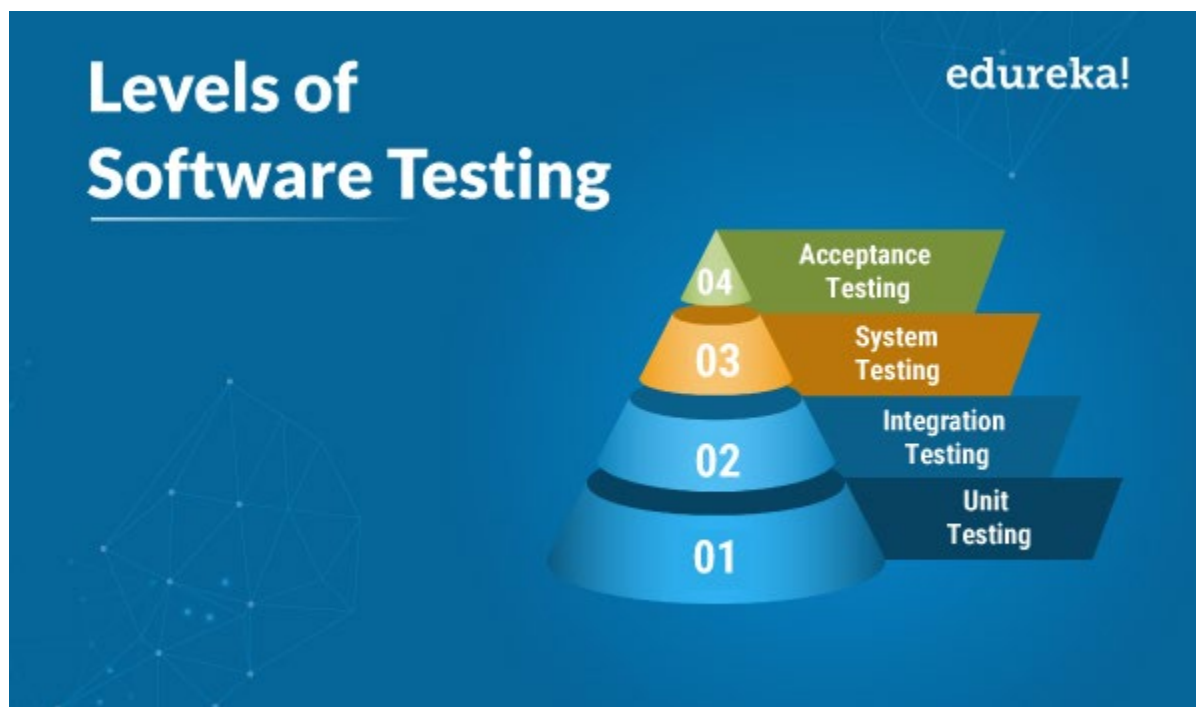 Levels of
Software Testing
edureka!
04
Acceptance
Testing
03
System
Testing
02
Integration
Testing
01
Unit
Testing